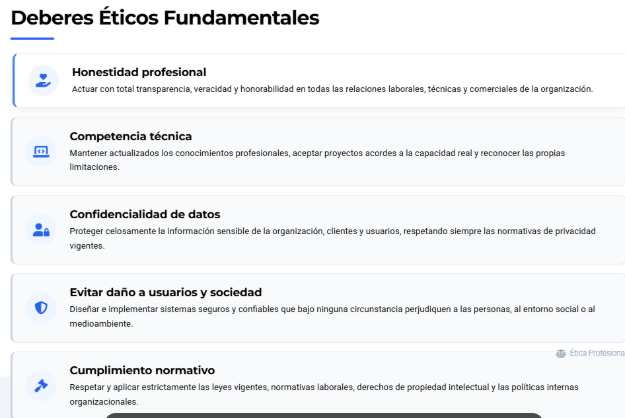 Deberes Éticos Fundamentales
Honestidad profesional
Actuar con total transparencia, veracidad y honorabilidad en todas las relaciones laborales, técnicas y comerciales de la organización.
Competencia técnica
Mantener actualizados los conocimientos profesionales, aceptar proyectos acordes a la capacidad real y reconocer las propias
limitaciones.
Confidencialidad de datos
Proteger celosamente la información sensible de la organización, clientes y usuarios, respetando siempre las normativas de privacidad
vigentes.
Evitar daño a usuarios y sociedad
Diseñar e implementar sistemas seguros y confiables que bajo ninguna circunstancia perjudiquen a las personas, al entorno social o al
medioambiente.
Ética Profesiona
Cumplimiento normativo
Respetar y aplicar estrictamente las leyes vigentes, normativas laborales, derechos de propiedad intelectual y las políticas internas
organizacionales.